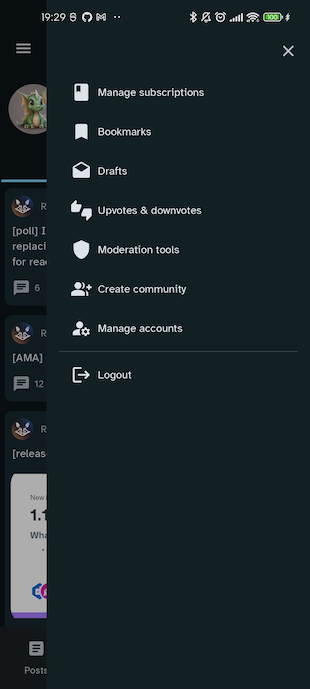 19:29
100
Manage subscriptions
Bookmarks
Drafts
Upvotes & downvotes
Moderation tools
Create community
Manage accounts
Logout
R
[poll] I
replaci
for rea
6
R
[AMA]
12
R
[releas
New
1.1
Wha
Posts